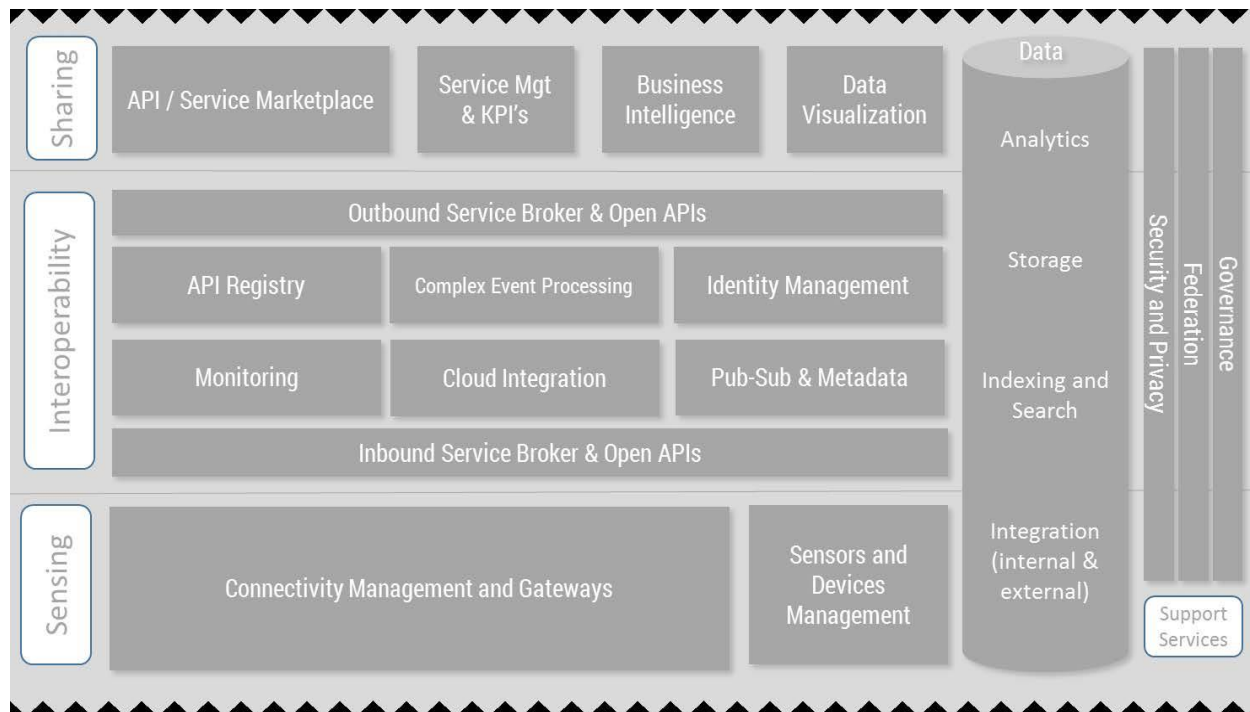 Sharing
API / Service Marketplace
Service Mgt
& KPI's
Business
Intelligence
Data
Visualization
Interoperability
Outbound Service Broker & Open APIs
API Registry
Complex Event Processing
Identity Management
Monitoring
Cloud Integration
Pub-Sub & Metadata
Inbound Service Broker & Open APIs
Sensing
Connectivity Management and Gateways
Sensors and
Devices
Management
Data
Analytics
Storage
Indexing and
Search
Integration
(internal &
external)
Security and Privacy
Federation
Governance
Support
Services